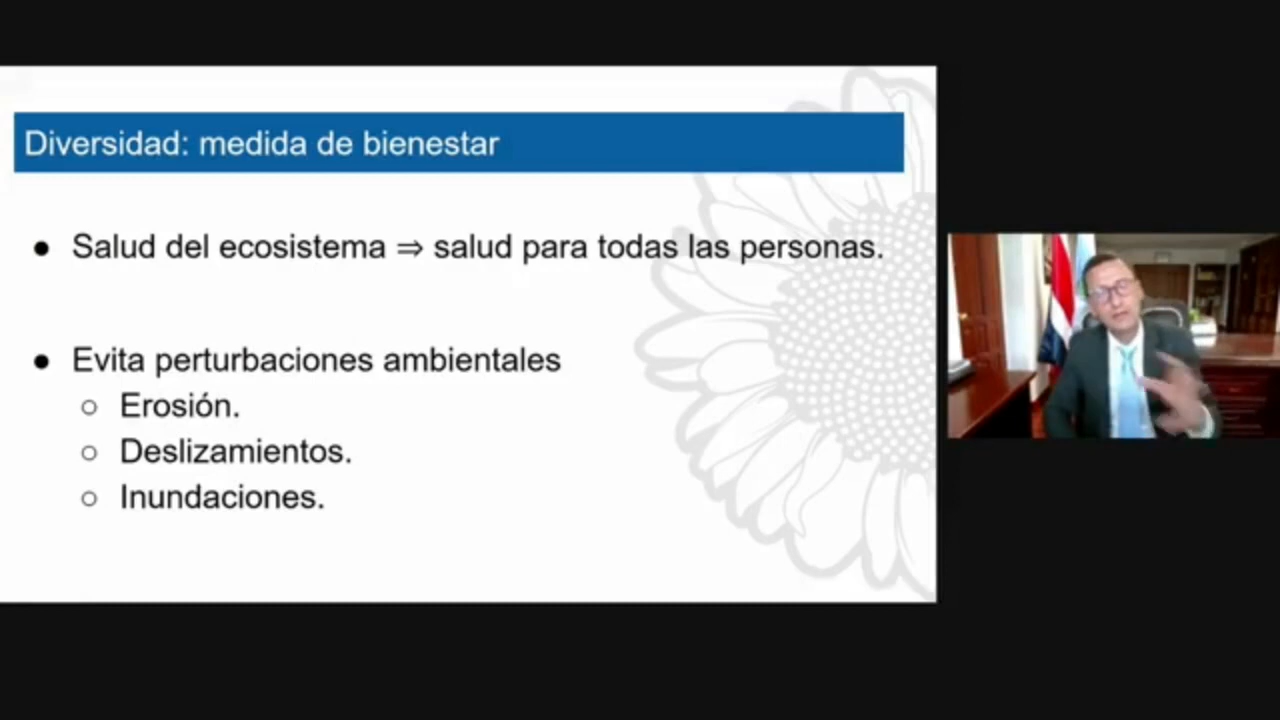 Diversidad: medida de bienestar
● Salud del ecosistema ⇒ salud para todas las personas.
● Evita perturbaciones ambientales
○ Erosión.
○ Deslizamientos.
○ Inundaciones.